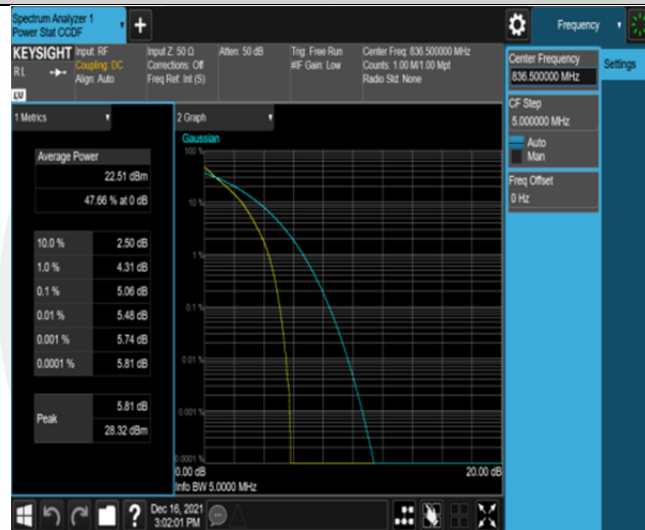 Spectrum Analyzer 1
Power Stat CCDF
+
Frequency
KEYSIGHT
RL
LXI
Input: RF
Coupling: DC
Align: Auto
Input Z: 50 Ω
Corrections: Off
Freq Ref: Int (S)
Atten: 50 dB
Trig: Free Run
#IF Gain: Low
Center Freq: 836.500000 MHz
Counts: 1.00 M/1.00 Mpt
Radio Std: None
Center Frequency
836.500000 MHz
Settings
CF Step
5.000000 MHz
Auto
Man
Freq Offset
0 Hz
1 Metrics
Average Power
22.51 dBm
47.66 % at 0 dB
10.0 % 2.50 dB
1.0 % 4.31 dB
0.1 % 5.06 dB
0.01 % 5.48 dB
0.001 % 5.74 dB
0.0001 % 5.81 dB
Peak
5.81 dB
28.32 dBm
2 Graph
Gaussian
100 %
10 %
1 %
0.1 %
0.01 %
0.001 %
0.0001 %
0.00 dB 20.00 dB
Info BW 5.0000 MHz
?
Dec 16, 2021
3:02:01 PM